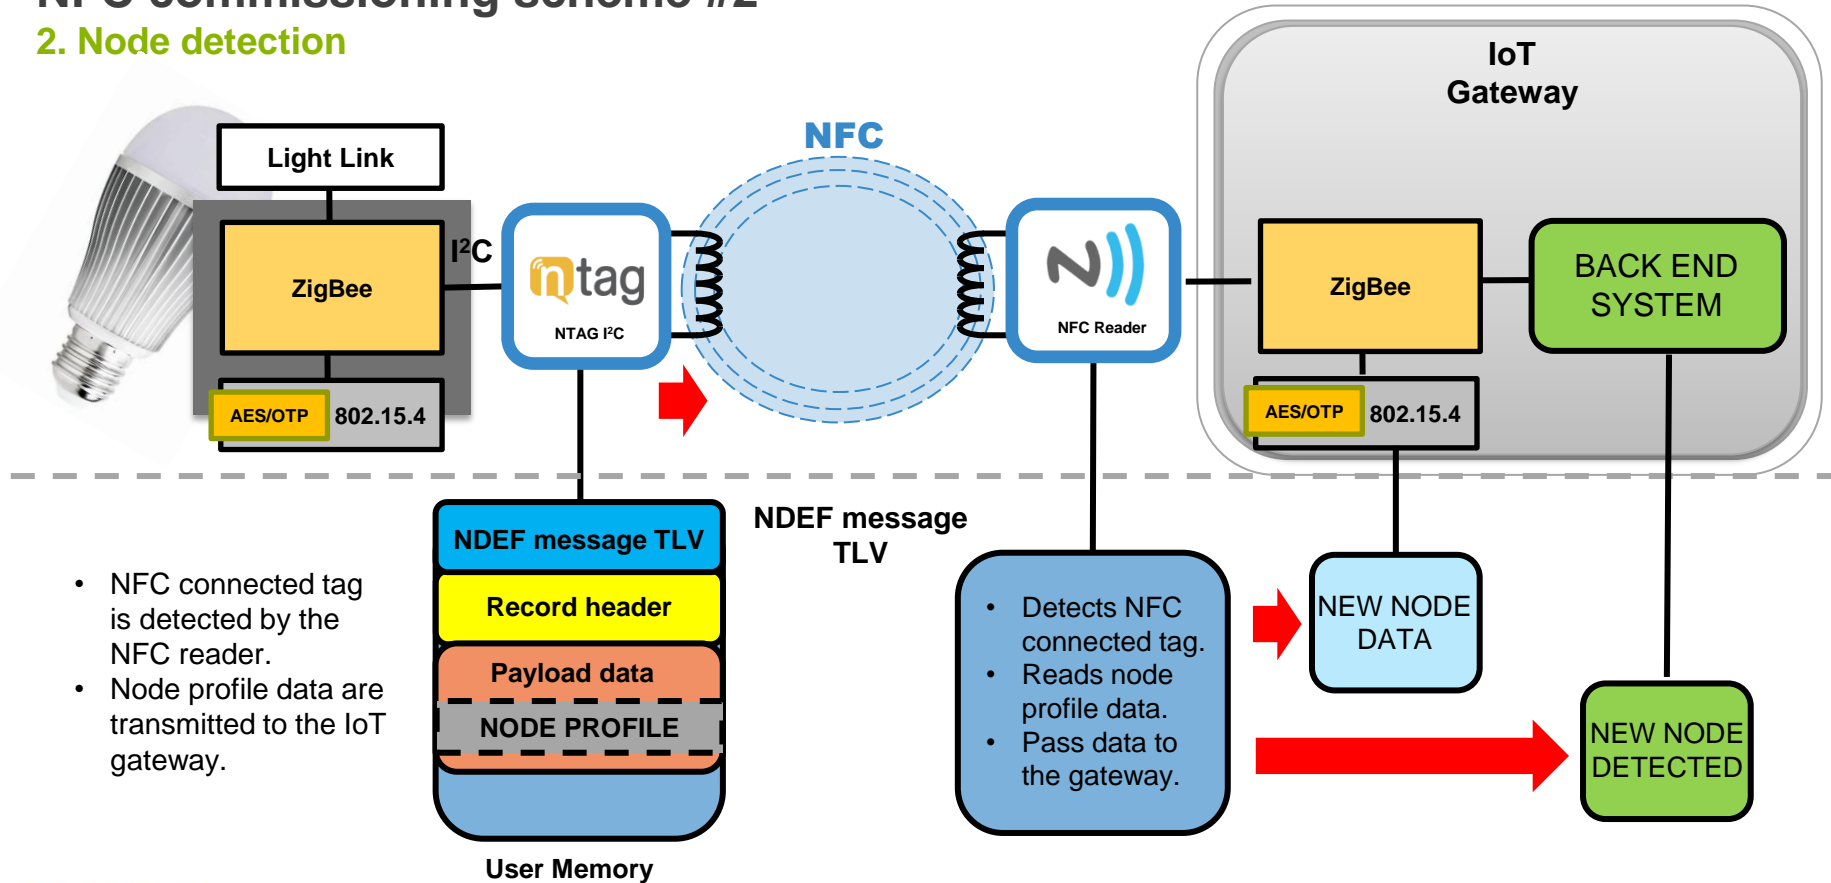 NFC commissioning scheme #2
2. Node detection
IoT
Gateway
NFC
Light Link
ZigBee
I²C
ntag
NTAG I²C
NFC Reader
ZigBee
BACK END
SYSTEM
AES/OTP
802.15.4
AES/OTP
802.15.4
NDEF message TLV
Record header
Payload data
NODE PROFILE
User Memory
NDEF message
TLV
• NFC connected tag
is detected by the
NFC reader.
• Node profile data are
transmitted to the IoT
gateway.
• Detects NFC
connected tag.
• Reads node
profile data.
• Pass data to
the gateway.
NEW NODE
DATA
NEW NODE
DETECTED